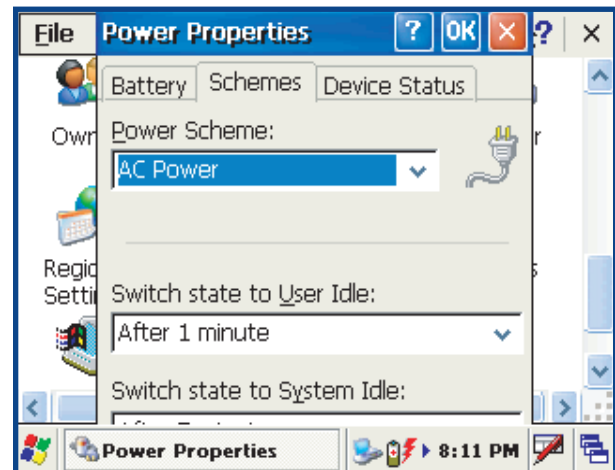 File
Power Properties
? OK ×
? ×
Battery Schemes Device Status
Own
r
Power Scheme:
AC Power
Regio
s
Setti
Switch state to User Idle:
After 1 minute
Switch state to System Idle:
After
Power Properties
8:11 PM